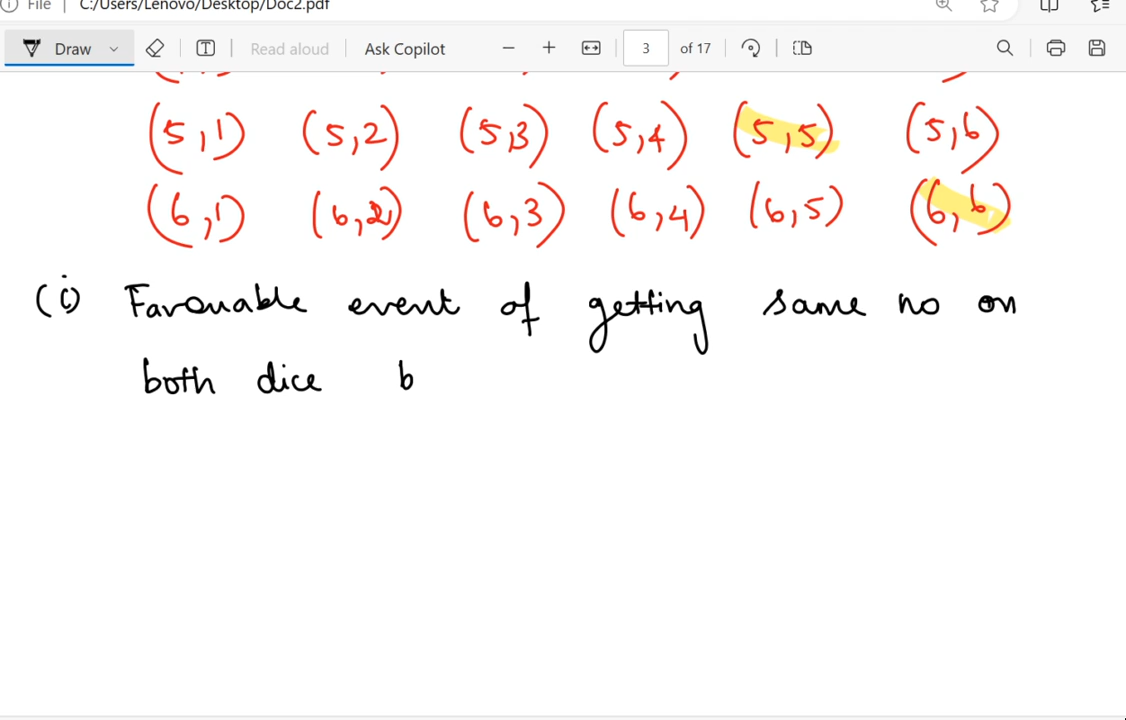 File | C:/Users/Lenovo/Desktop/Doc2.pdf
Draw Read aloud Ask Copilot 3 of 17
(5,1) (5,2) (5,3) (5,4) (5,5) (5,6)
(6,1) (6,2) (6,3) (6,4) (6,5) (6,6)
(i) Favouable event of getting same no on
both dice b